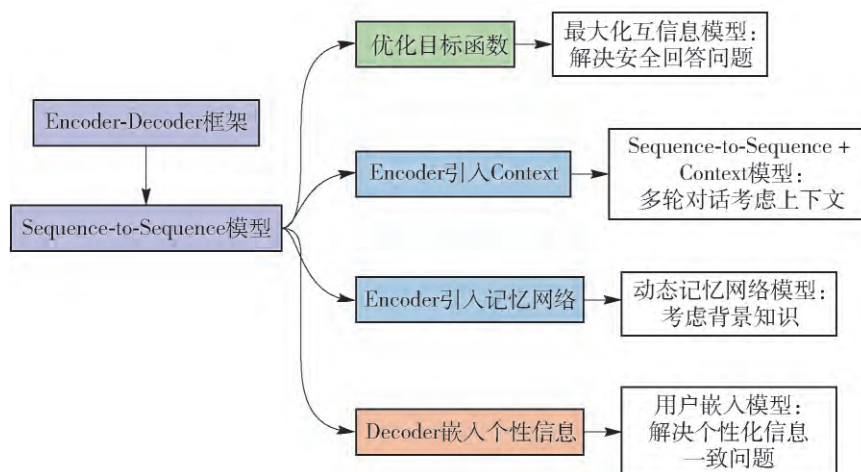 Encoder-Decoder框架
Sequence-to-Sequence模型
优化目标函数
最大化互信息模型：
解决安全回答问题
Encoder引入Context
Sequence-to-Sequence +
Context模型：
多轮对话考虑上下文
Encoder引入记忆网络
动态记忆网络模型：
考虑背景知识
Decoder嵌入个性信息
用户嵌入模型：
解决个性化信息
一致问题